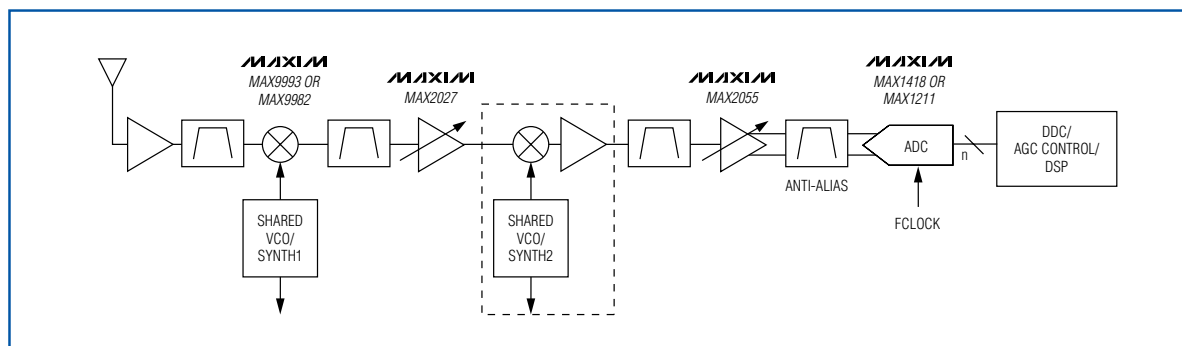 MAXIM
MAX9993 OR
MAX9982
MAXIM
MAX2027
MAXIM
MAX2055
MAXIM
MAX1418 OR
MAX1211
SHARED
VCO/
SYNTH1
SHARED
VCO/
SYNTH2
ANTI-ALIAS
ADC
FCLOCK
n
DDC/
AGC CONTROL/
DSP